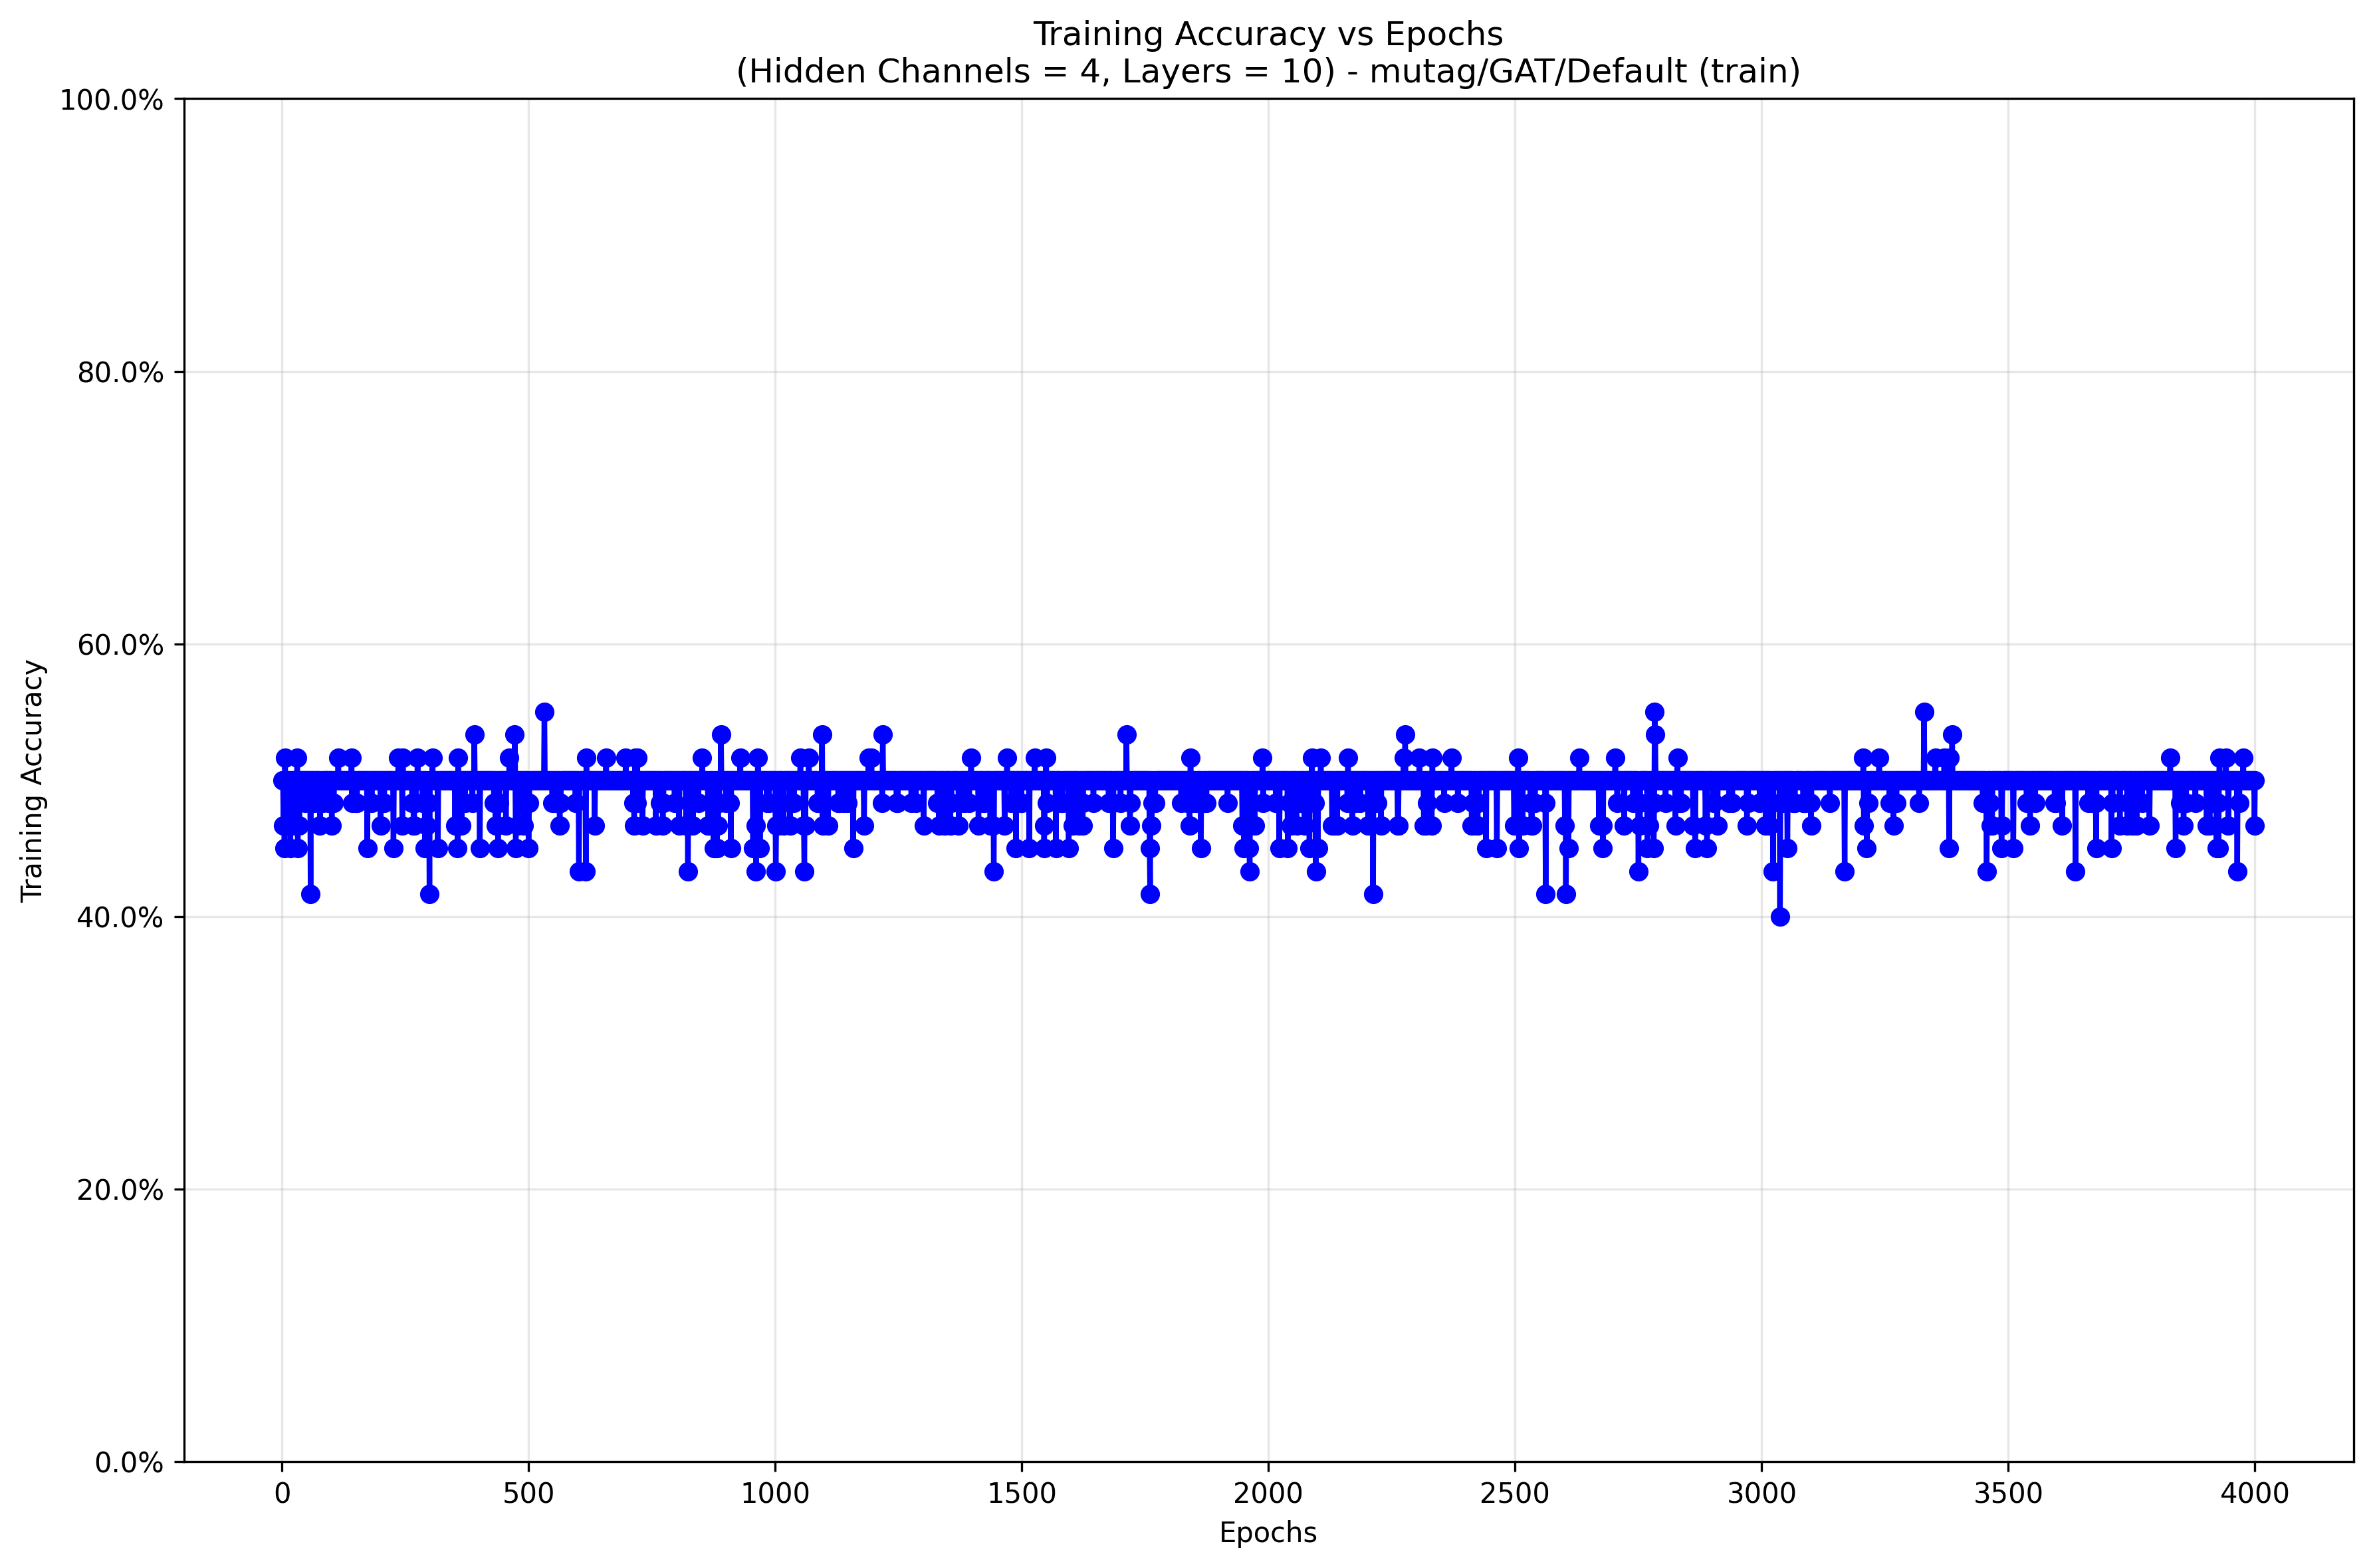 Training Accuracy vs Epochs
(Hidden Channels = 4, Layers = 10) - mutag/GAT/Default (train)
100.0%
80.0%
60.0%
40.0%
20.0%
0.0%
Training Accuracy
0 500 1000 1500 2000 2500 3000 3500 4000
Epochs